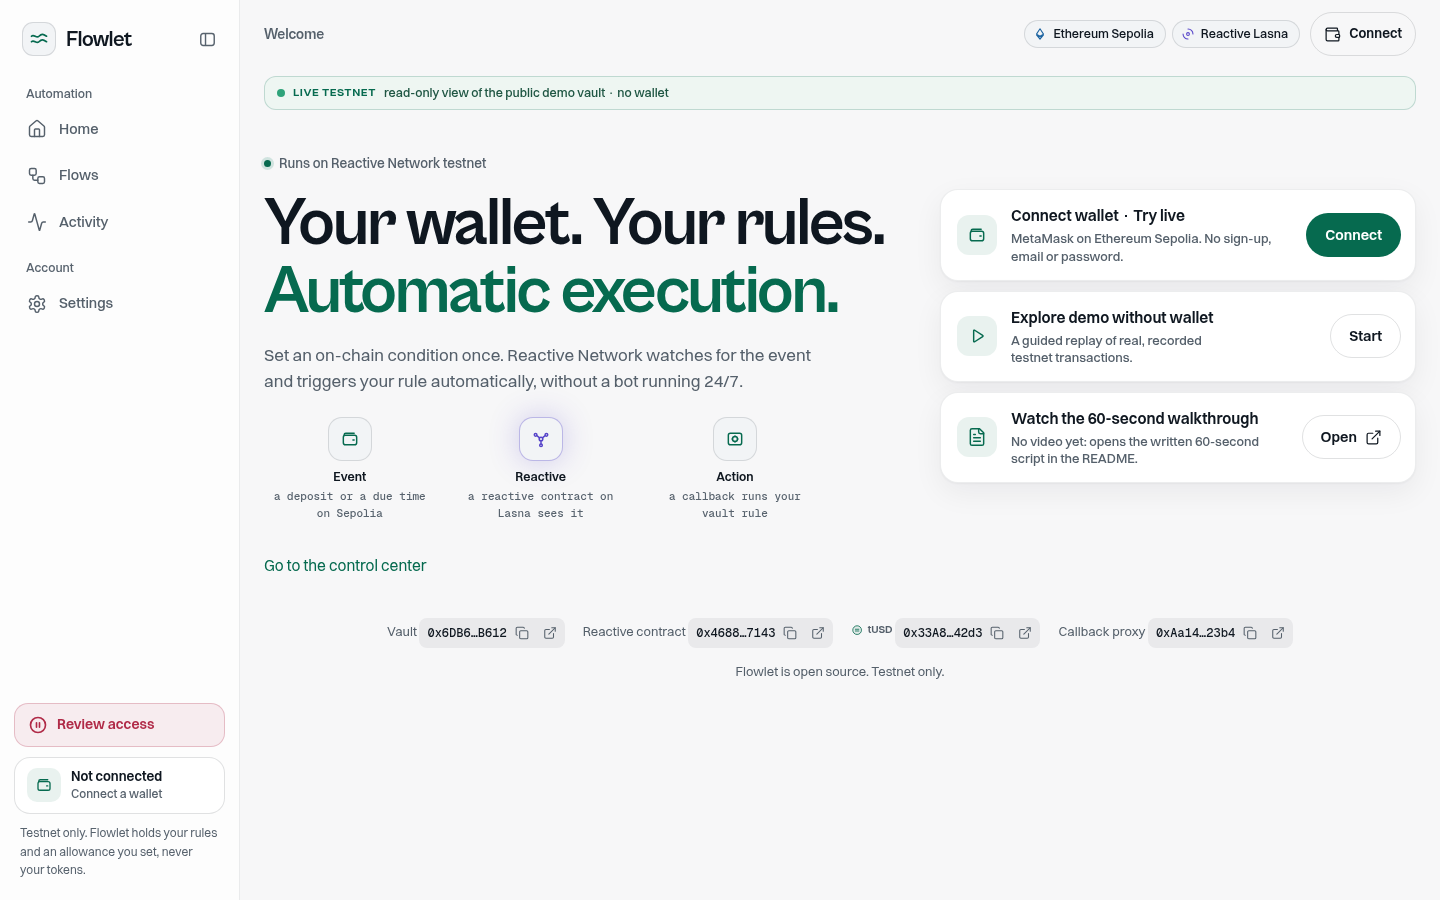 Flowlet
Automation
Home
Flows
Activity
Account
Settings
Review access
Not connected
Connect a wallet
Testnet only. Flowlet holds your rules
and an allowance you set, never
your tokens.
Welcome
Ethereum Sepolia
Reactive Lasna
Connect
LIVE TESTNET read-only view of the public demo vault · no wallet
Runs on Reactive Network testnet
Your wallet. Your rules.
Automatic execution.
Set an on-chain condition once. Reactive Network watches for the event
and triggers your rule automatically, without a bot running 24/7.
Event
a deposit or a due time
on Sepolia
Reactive
a reactive contract on
Lasna sees it
Action
a callback runs your
vault rule
Go to the control center
Connect wallet · Try live
MetaMask on Ethereum Sepolia. No sign-up,
email or password.
Connect
Explore demo without wallet
A guided replay of real, recorded
testnet transactions.
Start
Watch the 60-second walkthrough
No video yet: opens the written 60-second
script in the README.
Open
Vault 0x6DB6…B612
Reactive contract 0x4688…7143
tUSD 0x33A8…42d3
Callback proxy 0xAa14…23b4
Flowlet is open source. Testnet only.